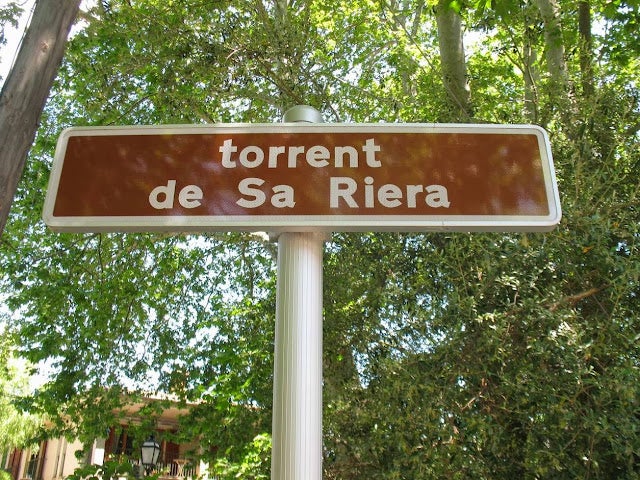 torrent
de Sa Riera